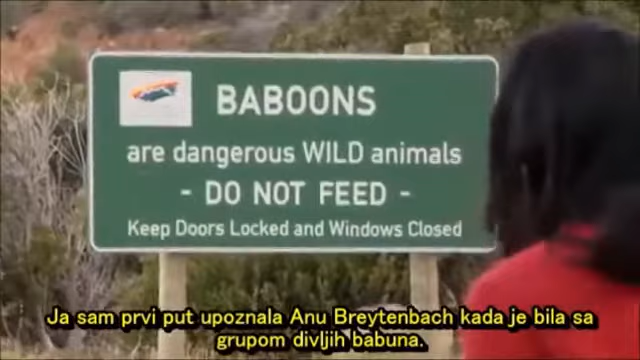 BABOONS
are dangerous WILD animals
- DO NOT FEED -
Keep Doors Locked and Windows Closed
Ja sam prvi put upoznala Anu Breytenbach kada je bila sa
grupom divljih babuna.